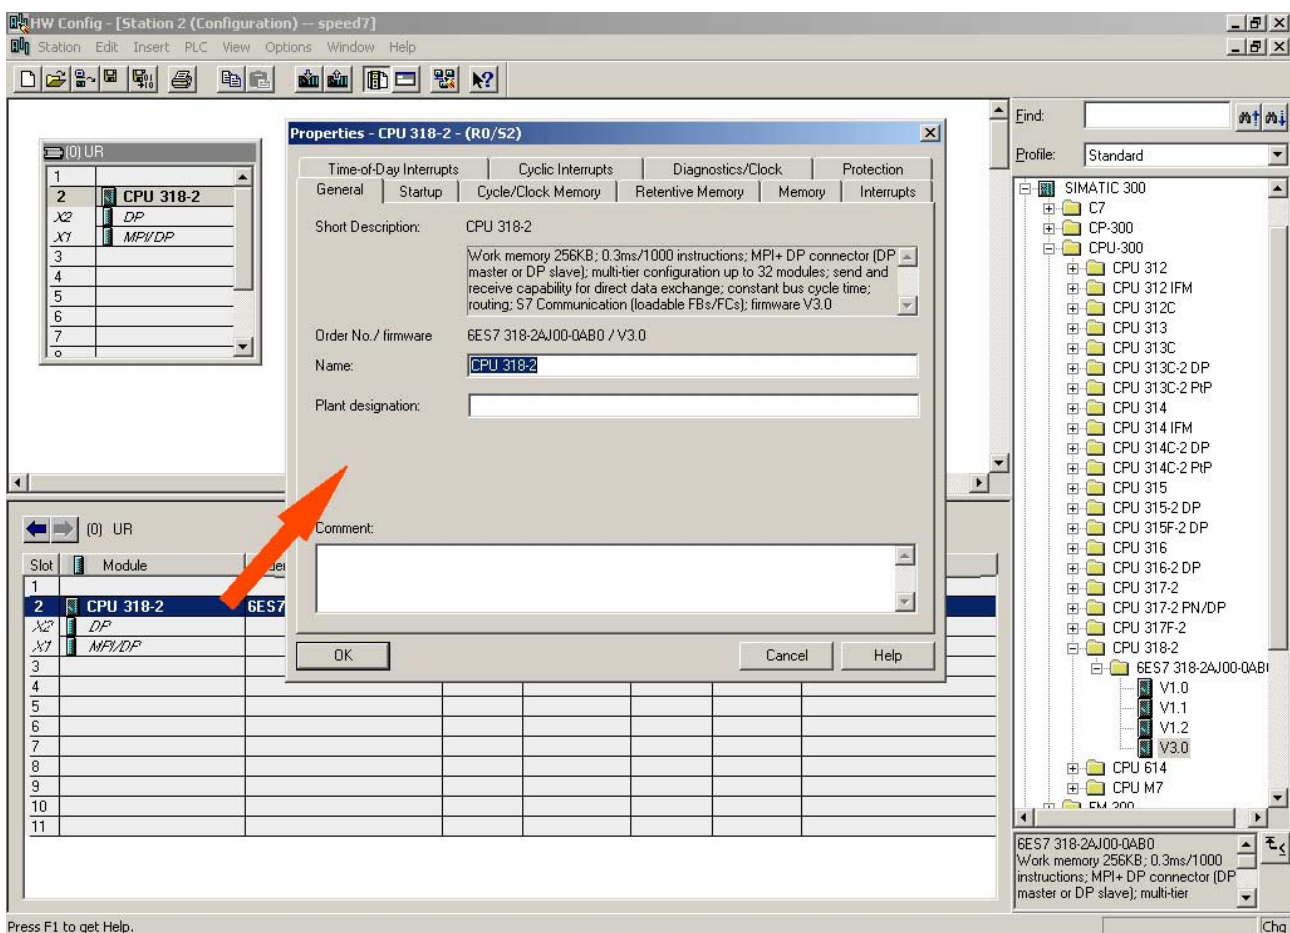 HW Config - [Station 2 (Configuration) -- speed7]
Station Edit Insert PLC View Options Window Help
(0) UR
1
2 CPU 318-2
X2 DP
X1 MPI/DP
3
4
5
6
7
Properties - CPU 318-2 - (R0/S2)
Time-of-Day Interrupts Cyclic Interrupts Diagnostics/Clock Protection
General Startup Cycle/Clock Memory Retentive Memory Memory Interrupts
Short Description: CPU 318-2
Work memory 256KB; 0.3ms/1000 instructions; MPI+ DP connector (DP
master or DP slave); multi-tier configuration up to 32 modules; send and
receive capability for direct data exchange; constant bus cycle time;
routing; S7 Communication (loadable FBs/FCs); firmware V3.0
Order No./ firmware 6ES7 318-2AJ00-0AB0 / V3.0
Name: CPU 318-2
Plant designation:
Comment:
OK Cancel Help
(0) UR
Slot Module
1
2 CPU 318-2 6ES7
X2 DP
X1 MPI/DP
3
4
5
6
7
8
9
10
11
Find:
Profile: Standard
SIMATIC 300
C7
CP-300
CPU-300
CPU 312
CPU 312 IFM
CPU 312C
CPU 313
CPU 313C
CPU 313C-2 DP
CPU 313C-2 PtP
CPU 314
CPU 314 IFM
CPU 314C-2 DP
CPU 314C-2 PtP
CPU 315
CPU 315-2 DP
CPU 315F-2 DP
CPU 316
CPU 316-2 DP
CPU 317-2
CPU 317-2 PN/DP
CPU 317F-2
CPU 318-2
6ES7 318-2AJ00-0AB
V1.0
V1.1
V1.2
V3.0
CPU 614
CPU M7
FM 300
6ES7 318-2AJ00-0AB0
Work memory 256KB; 0.3ms/1000
instructions; MPI+ DP connector (DP
master or DP slave); multi-tier
Press F1 to get Help.
Chg